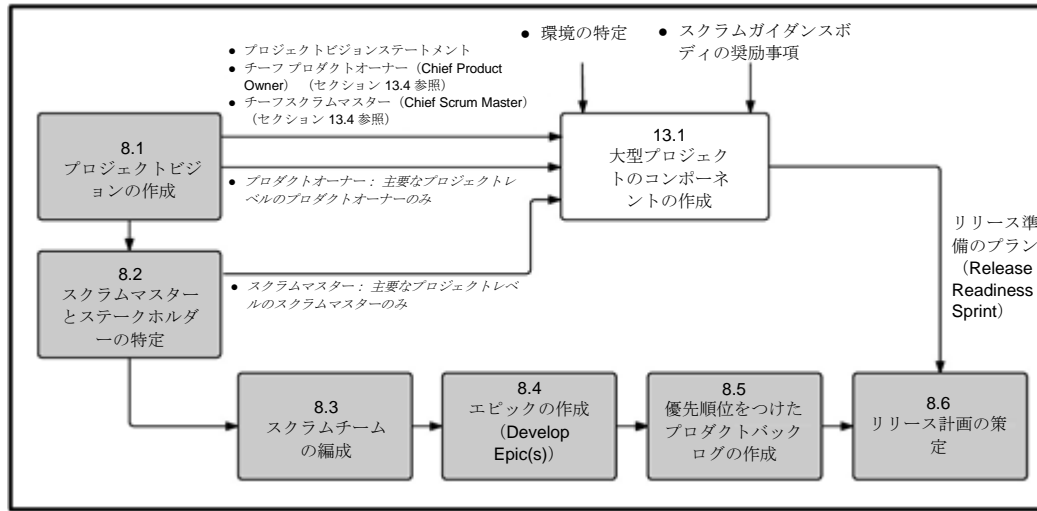 ● 環境の特定
● スクラムガイダンスボ
ディの奨励事項
● プロジェクトビジョンステートメント
● チーフ プロダクトオーナー（Chief Product
Owner） （セクション 13.4 参照）
● チーフスクラムマスター（Chief Scrum Master）
（セクション 13.4 参照）
8.1
プロジェクトビジ
ョンの作成
13.1
大型プロジェク
トのコンポーネ
ントの作成
● プロダクトオーナー： 主要なプロジェクトレ
ベルのプロダクトオーナーのみ
リリース準
備のプラン
（Release
Readiness
Sprint）
8.2
スクラムマスター
とステークホルダ
ーの特定
● スクラムマスター： 主要なプロジェクトレベ
ルのスクラムマスターのみ
8.3
スクラムチーム
の編成
8.4
エピックの作成
（Develop
Epic(s)）
8.5
優先順位をつけた
プロダクトバック
ログの作成
8.6
リリース計画の策
定